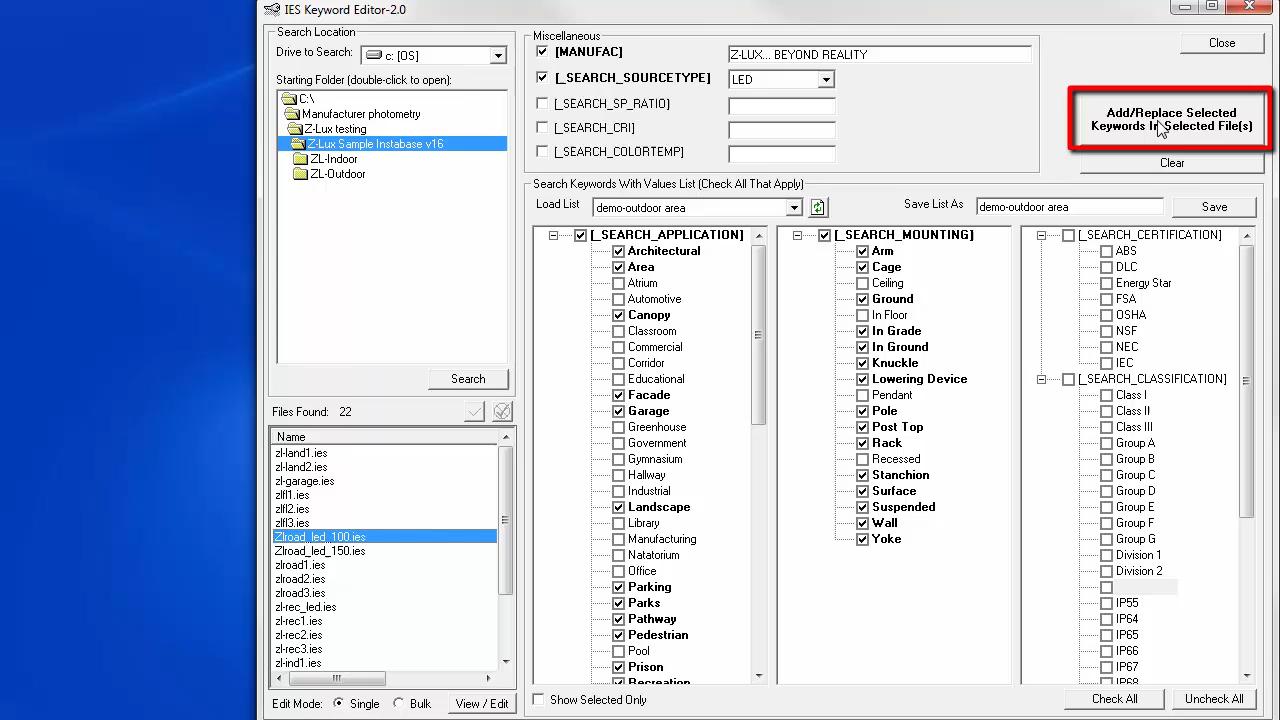 IES Keyword Editor-2.0
Search Location
Drive to Search:
c: [OS]
Starting Folder (double-click to open):
C:\
Manufacturer photometry
Z-Lux testing
Z-Lux Sample Instabase v16
ZL-Indoor
ZL-Outdoor
Search
Files Found: 22
Name
zl-land1.ies
zl-land2.ies
zl-garage.ies
zlfl1.ies
zlfl2.ies
zlfl3.ies
Zlroad_led_100.ies
Zlroad_led_150.ies
zlroad1.ies
zlroad2.ies
zlroad3.ies
zl-rec_led.ies
zl-rec1.ies
zl-rec2.ies
zl-rec3.ies
zl-ind1.ies
Edit Mode:
Single
Bulk
View / Edit
Miscellaneous
[MANUFAC]
Z-LUX... BEYOND REALITY
[_SEARCH_SOURCETYPE]
LED
[_SEARCH_SP_RATIO]
[_SEARCH_CRI]
[_SEARCH_COLORTEMP]
Close
Add/Replace Selected
Keywords In Selected File(s)
Clear
Search Keywords With Values List (Check All That Apply)
Load List
demo-outdoor area
Save List As
demo-outdoor area
Save
[_SEARCH_APPLICATION]
Architectural
Area
Atrium
Automotive
Canopy
Classroom
Commercial
Corridor
Educational
Facade
Garage
Greenhouse
Government
Gymnasium
Hallway
Industrial
Landscape
Library
Manufacturing
Natatorium
Office
Parking
Parks
Pathway
Pedestrian
Pool
Prison
Recreation
[_SEARCH_MOUNTING]
Arm
Cage
Ceiling
Ground
In Floor
In Grade
In Ground
Knuckle
Lowering Device
Pendant
Pole
Post Top
Rack
Recessed
Stanchion
Surface
Suspended
Wall
Yoke
[_SEARCH_CERTIFICATION]
ABS
DLC
Energy Star
FSA
OSHA
NSF
NEC
IEC
[_SEARCH_CLASSIFICATION]
Class I
Class II
Class III
Group A
Group B
Group C
Group D
Group E
Group F
Group G
Division 1
Division 2
IP55
IP64
IP65
IP66
IP67
IP68
Show Selected Only
Check All
Uncheck All